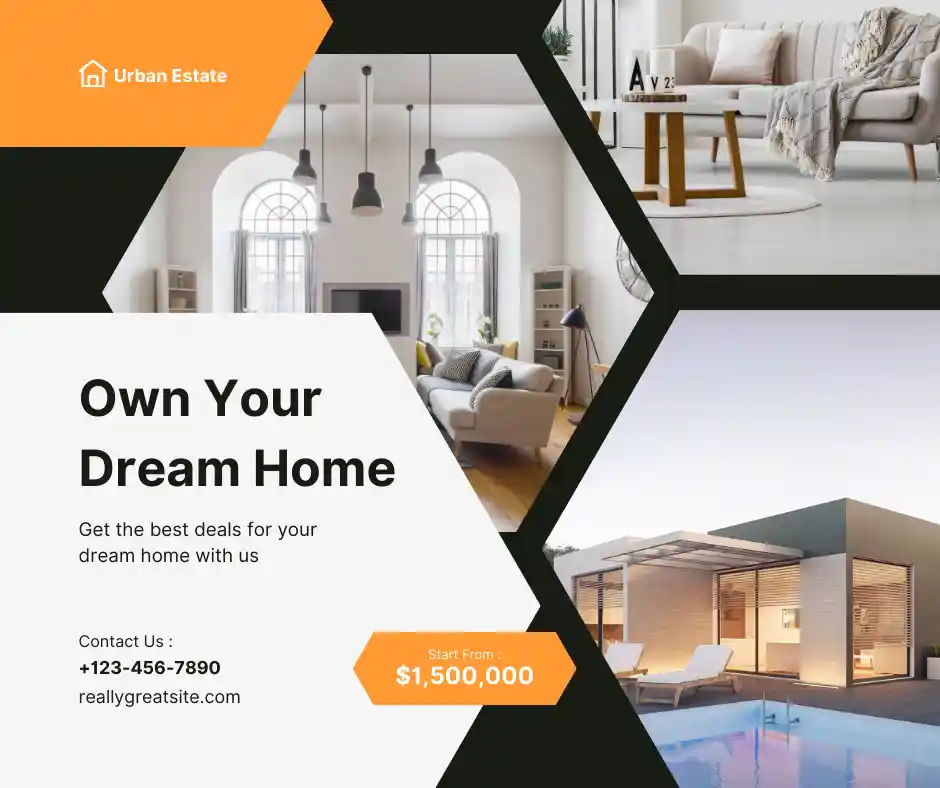 Urban Estate
A V 23
Own Your
Dream Home
Get the best deals for your
dream home with us
Contact Us :
+123-456-7890
reallygreatsite.com
Start From :
$1,500,000